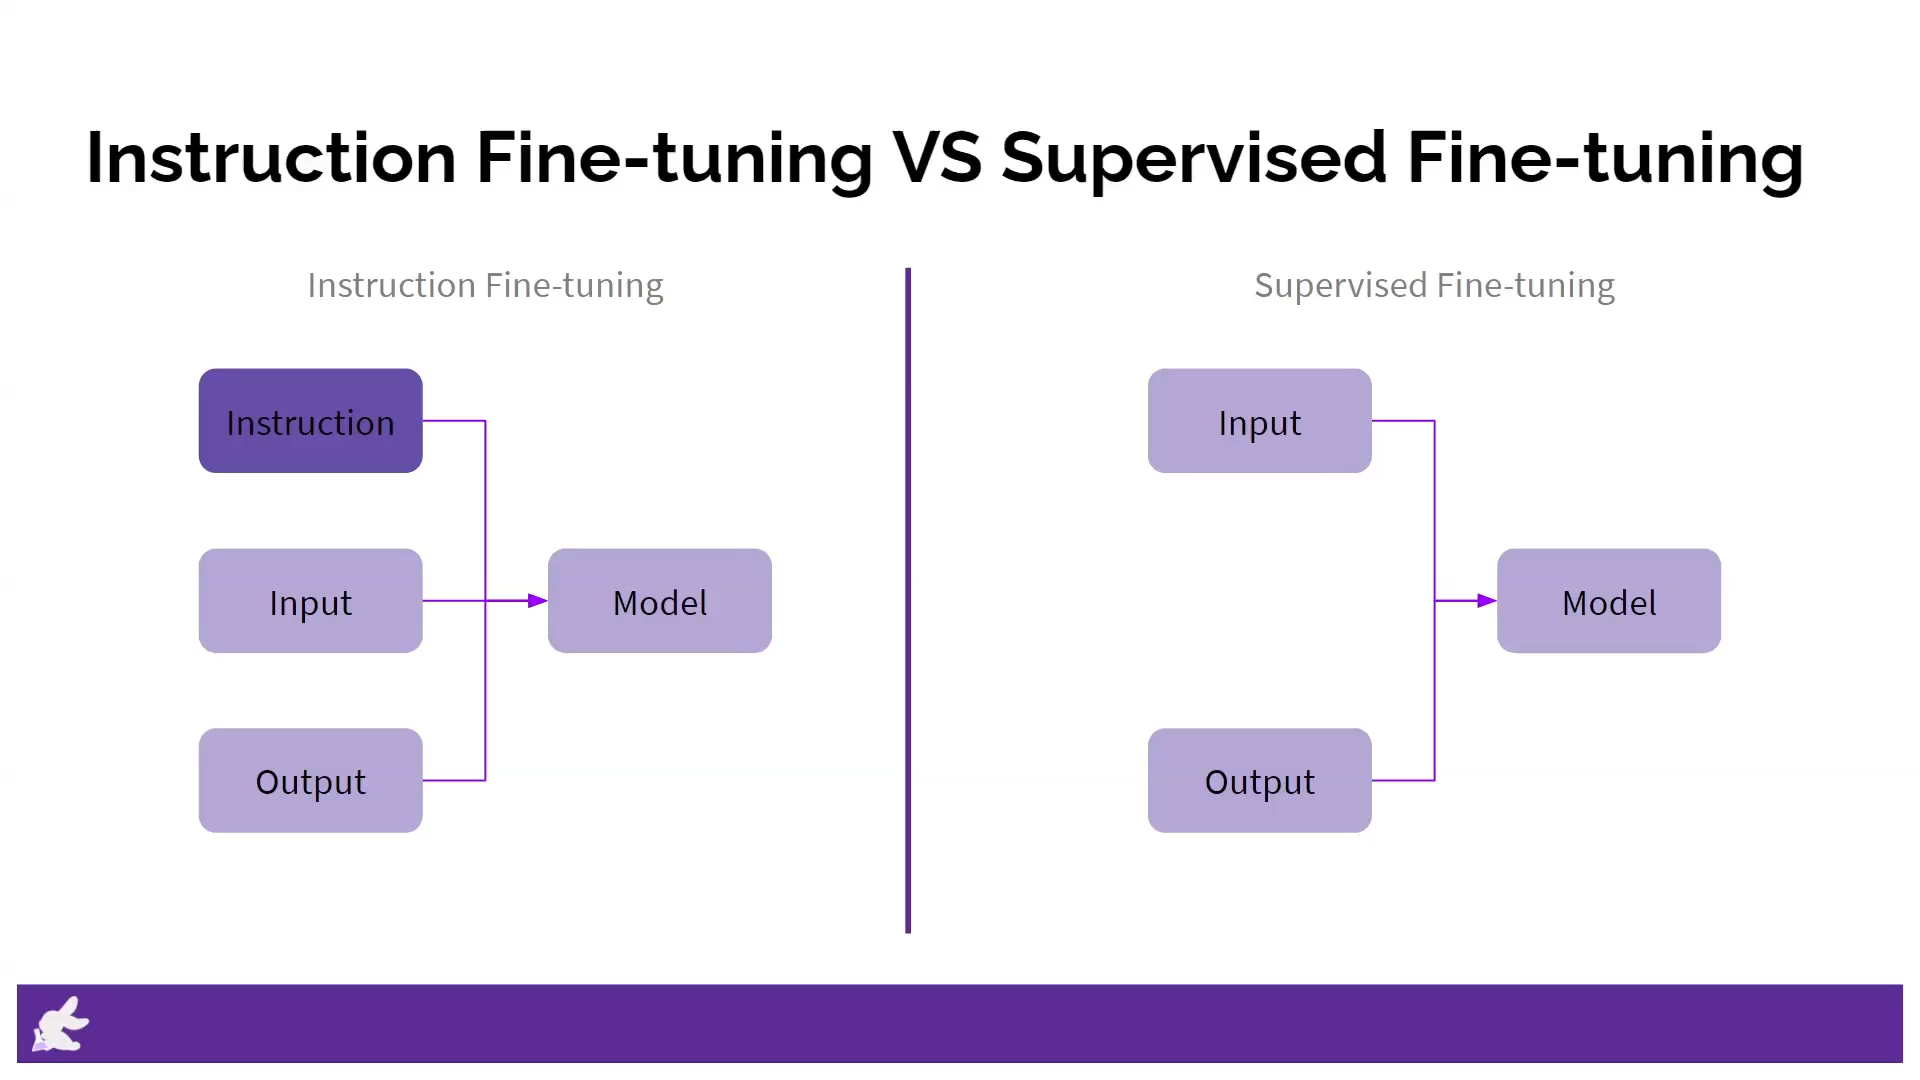 Instruction Fine-tuning VS Supervised Fine-tuning
Instruction Fine-tuning
Instruction
Input
Model
Output
Supervised Fine-tuning
Input
Model
Output